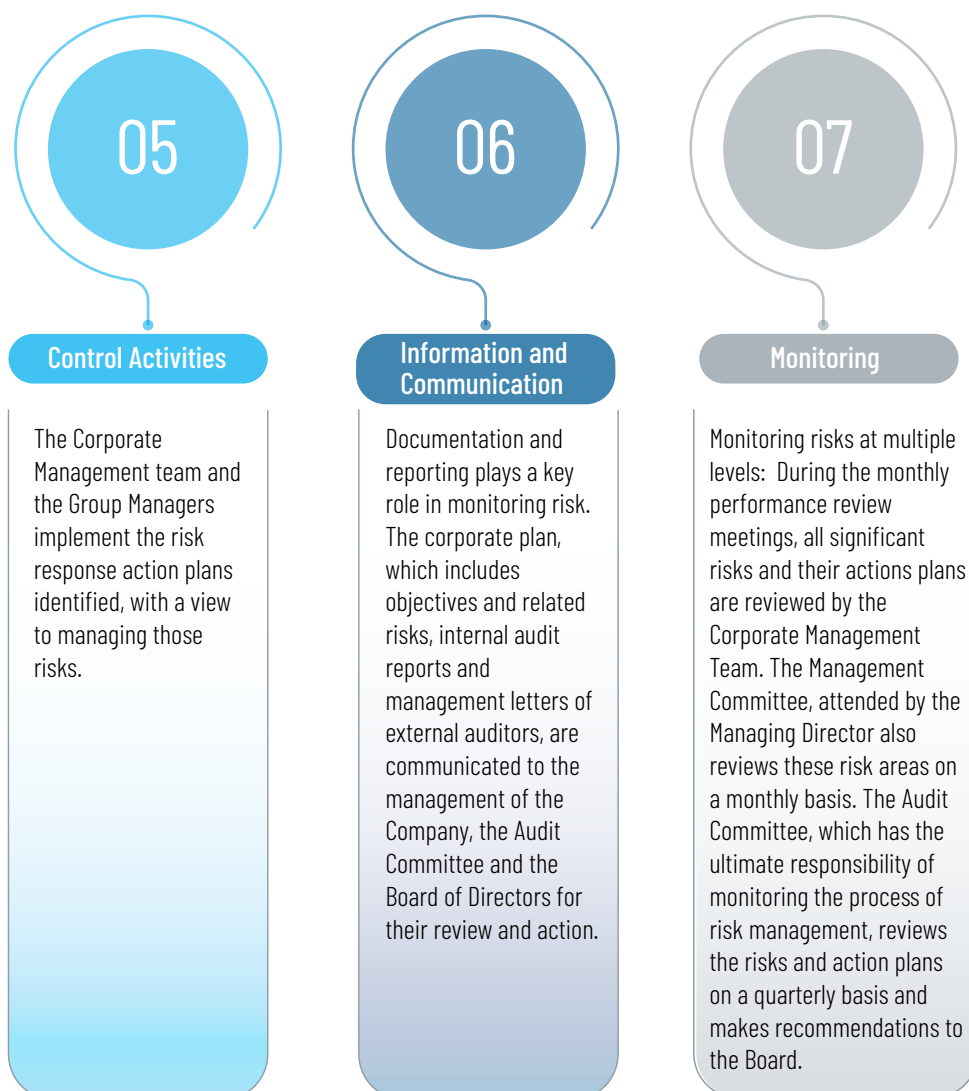 05
Control Activities
The Corporate
Management team and
the Group Managers
implement the risk
response action plans
identified, with a view
to managing those
risks.
06
Information and
Communication
Documentation and
reporting plays a key
role in monitoring risk.
The corporate plan,
which includes
objectives and related
risks, internal audit
reports and
management letters of
external auditors, are
communicated to the
management of the
Company, the Audit
Committee and the
Board of Directors for
their review and action.
07
Monitoring
Monitoring risks at multiple
levels:  During the monthly
performance review
meetings, all significant
risks and their actions plans
are reviewed by the
Corporate Management
Team. The Management
Committee, attended by the
Managing Director also
reviews these risk areas on
a monthly basis. The Audit
Committee, which has the
ultimate responsibility of
monitoring the process of
risk management, reviews
the risks and action plans
on a quarterly basis and
makes recommendations to
the Board.